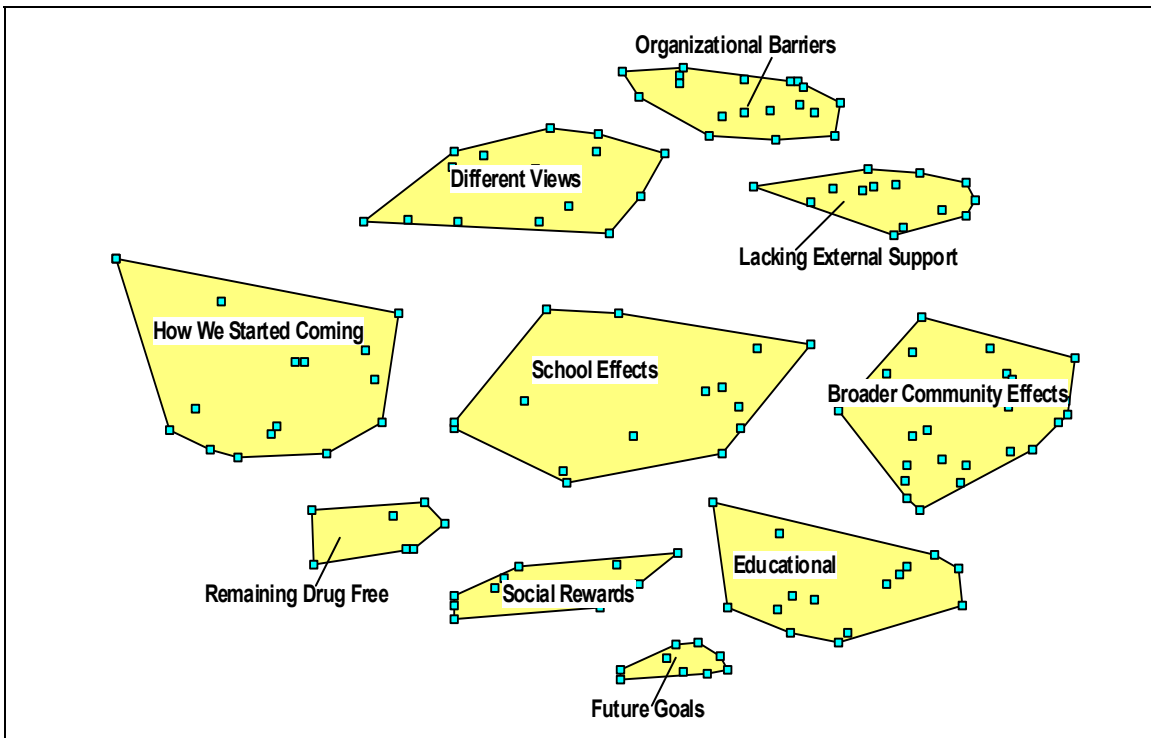 Organizational Barriers
Different Views
Lacking External Support
How We Started Coming
School Effects
Broader Community Effects
Remaining Drug Free
Social Rewards
Educational
Future Goals